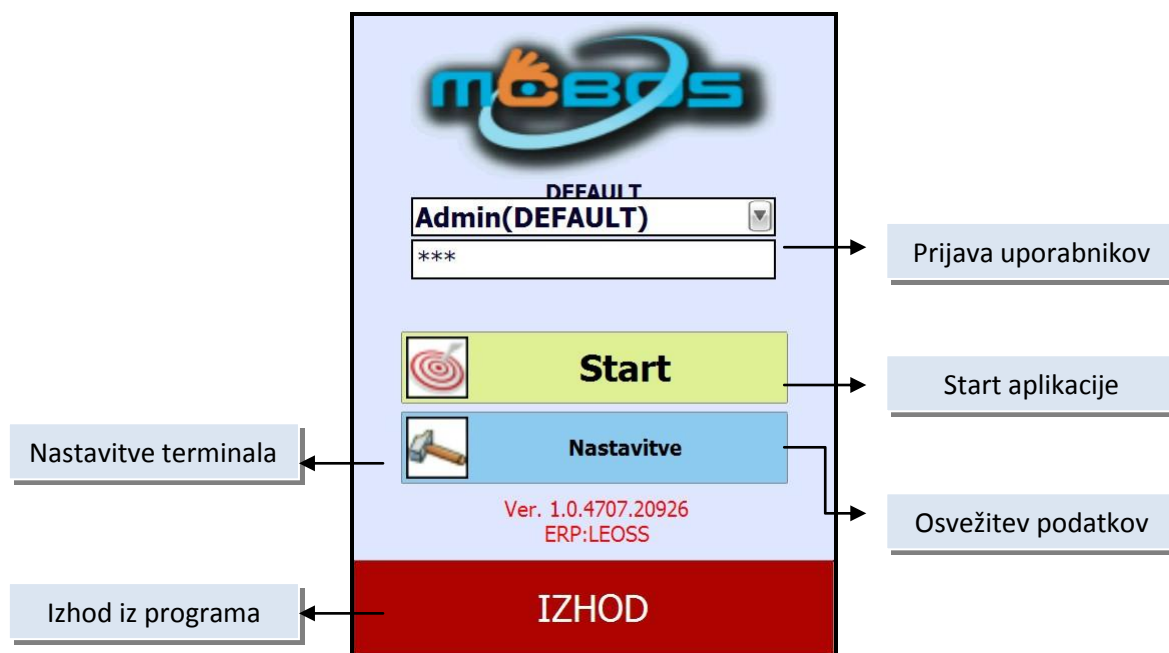 MOBOS
DEFAULT
Admin(DEFAULT)
***
Prijava uporabnikov
Start
Start aplikacije
Nastavitve terminala
Nastavitve
Osvežitev podatkov
Ver. 1.0.4707.20926
ERP:LEOSS
Izhod iz programa
IZHOD